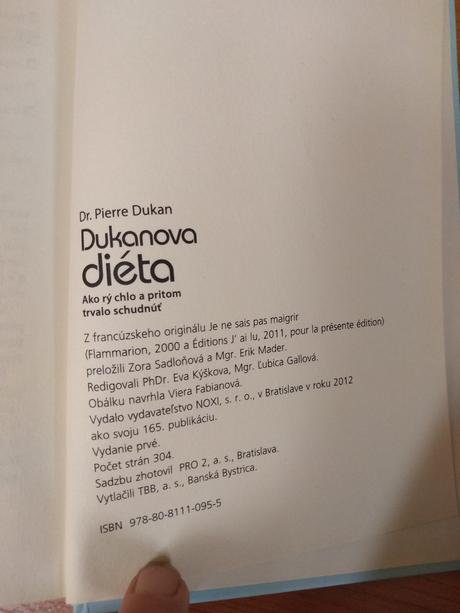 Dr. Pierre Dukan
Dukanova
diéta
Ako rý chlo a pritom
trvalo schudnúť
Z francúzskeho originálu Je ne sais pas maigrir
(Flammarion, 2000 a Éditions J' ai lu, 2011, pour la présente édition)
preložili Zora Sadloňová a Mgr. Erik Mader.
Redigovali PhDr. Eva Kýškova, Mgr. Ľubica Gallová.
Obálku navrhla Viera Fabianová.
Vydalo vydavateľstvo NOXI, s. r. o., v Bratislave v roku 2012
ako svoju 165. publikáciu.
Vydanie prvé.
Počet strán 304.
Sadzbu zhotovil PRO 2, a. s., Bratislava.
Vytlačili TBB, a. s., Banská Bystrica.
ISBN 978-80-8111-095-5